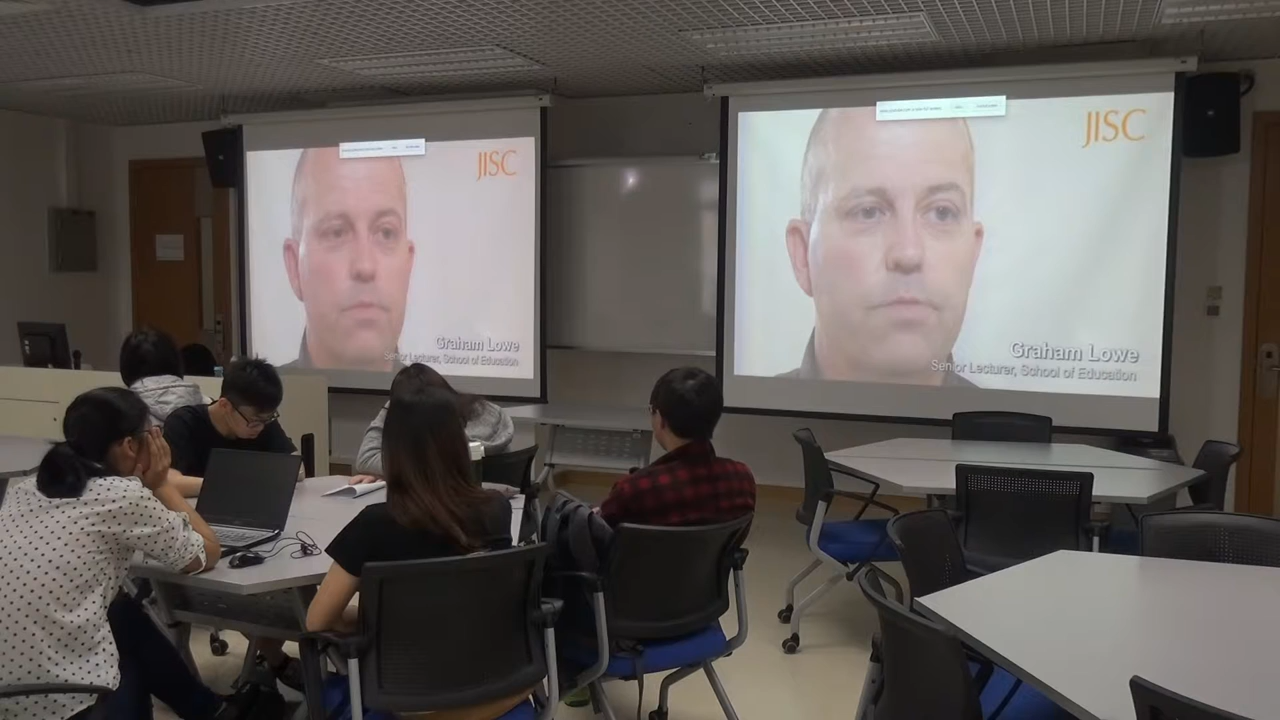 JISC
Graham Lowe
Senior Lecturer, School of Education
JISC
Graham Lowe
Senior Lecturer, School of Education